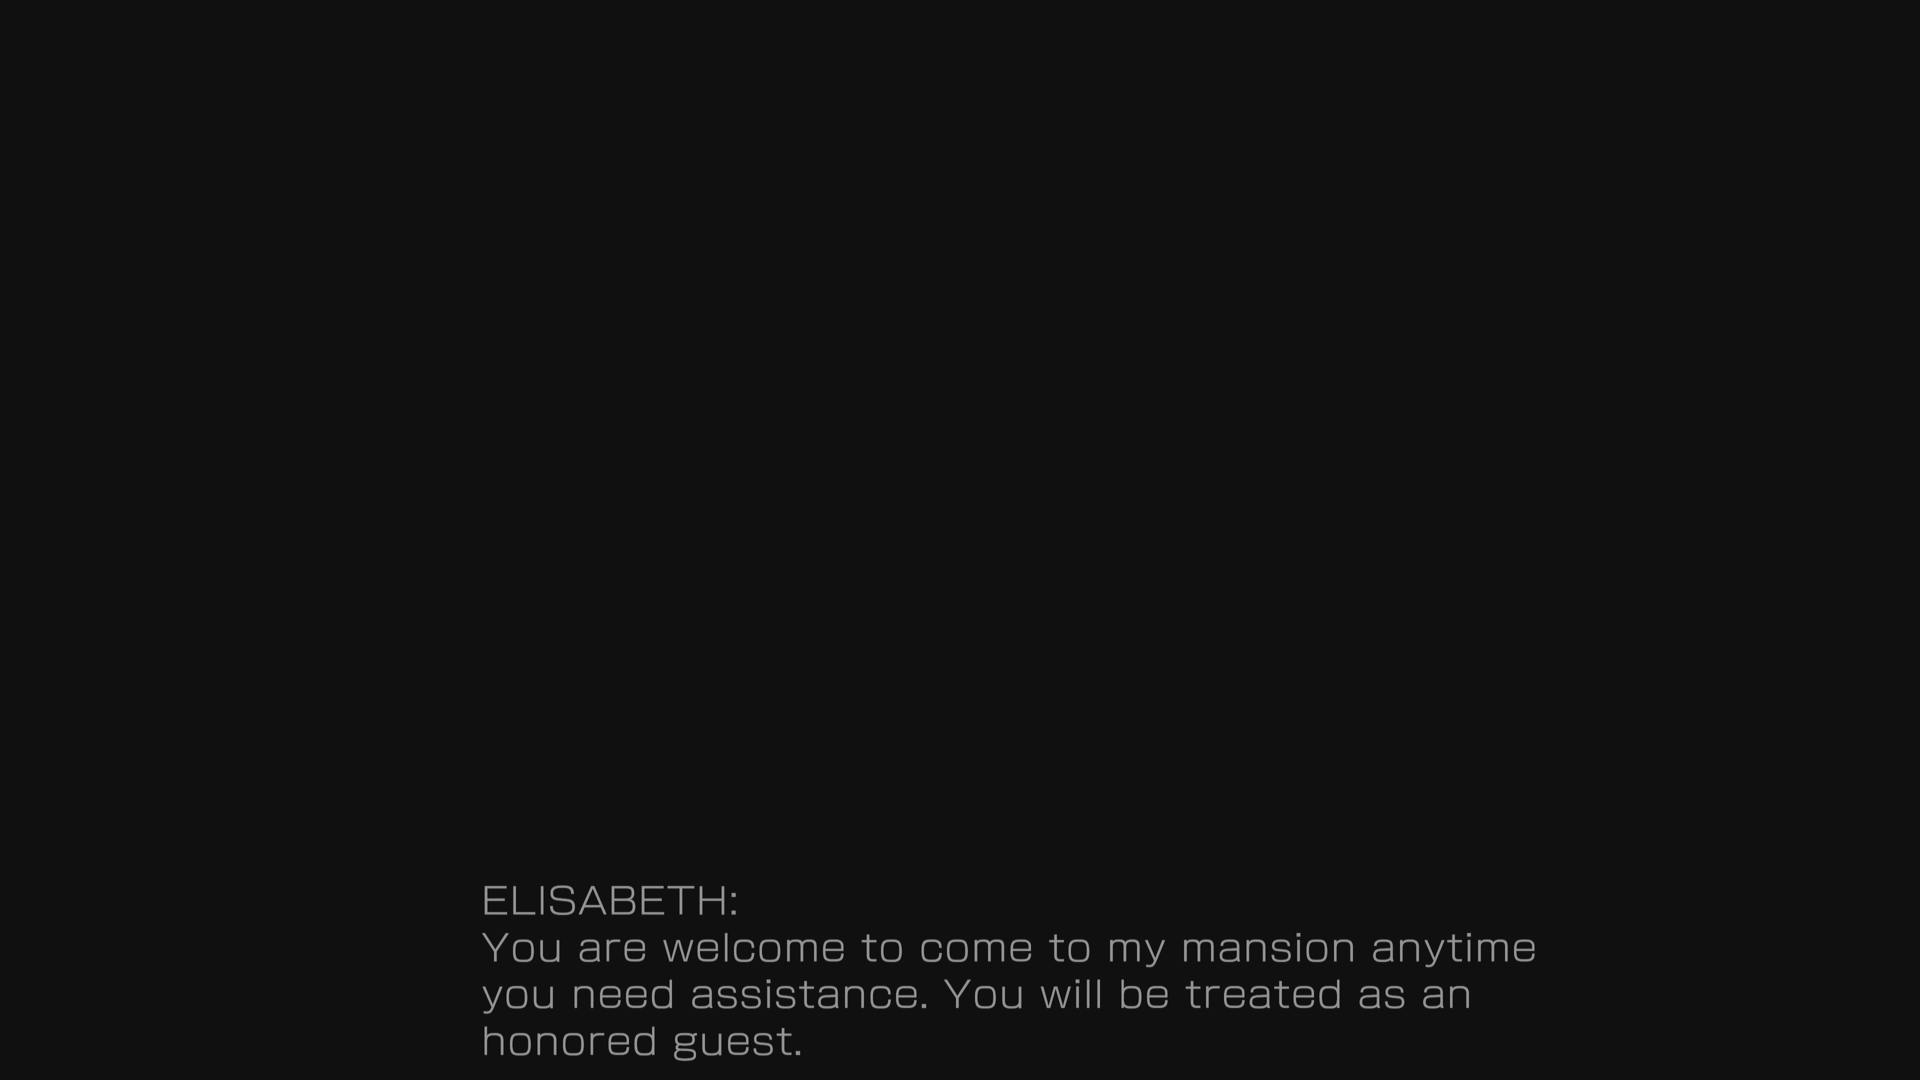 ELISABETH:
You are welcome to come to my mansion anytime
you need assistance. You will be treated as an
honored guest.